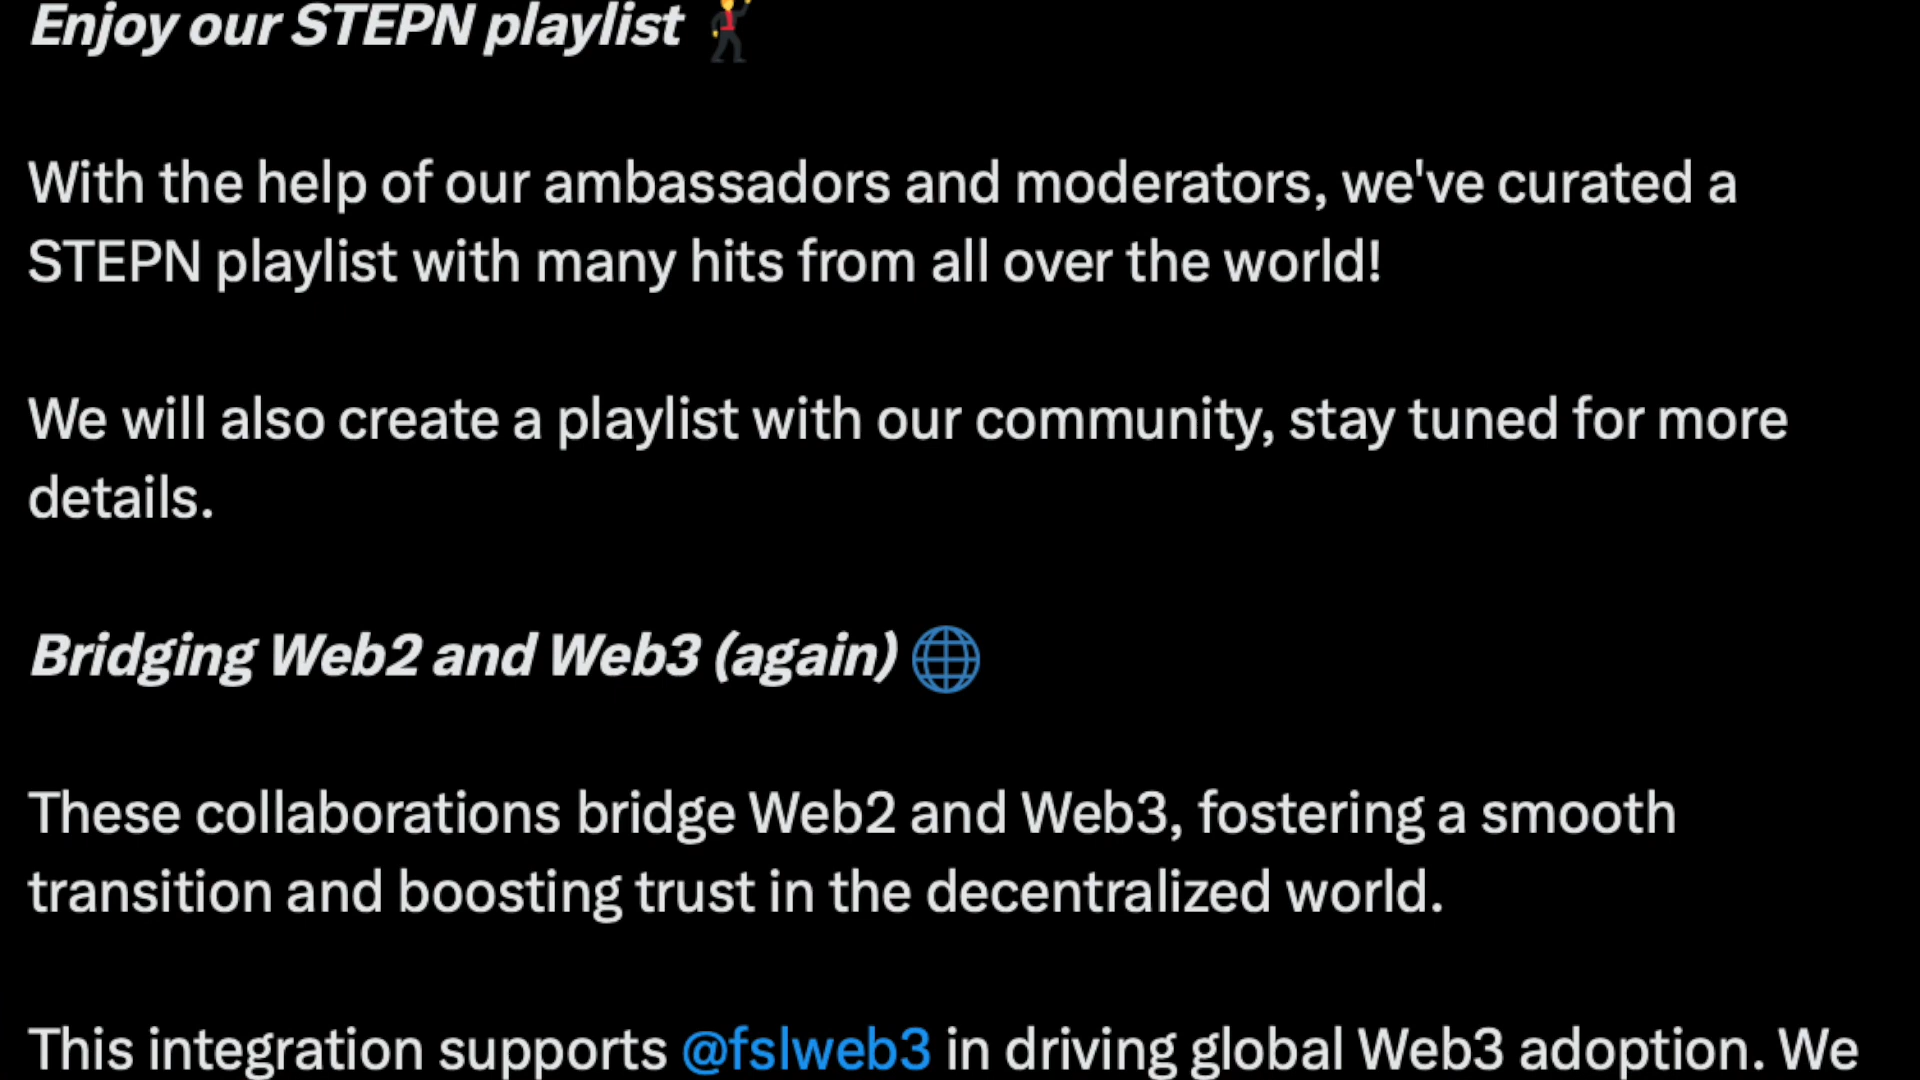 Enjoy our STEPN playlist 🕺
With the help of our ambassadors and moderators, we've curated a
STEPN playlist with many hits from all over the world!
We will also create a playlist with our community, stay tuned for more
details.
Bridging Web2 and Web3 (again) 🌐
These collaborations bridge Web2 and Web3, fostering a smooth
transition and boosting trust in the decentralized world.
This integration supports @fslweb3 in driving global Web3 adoption. We